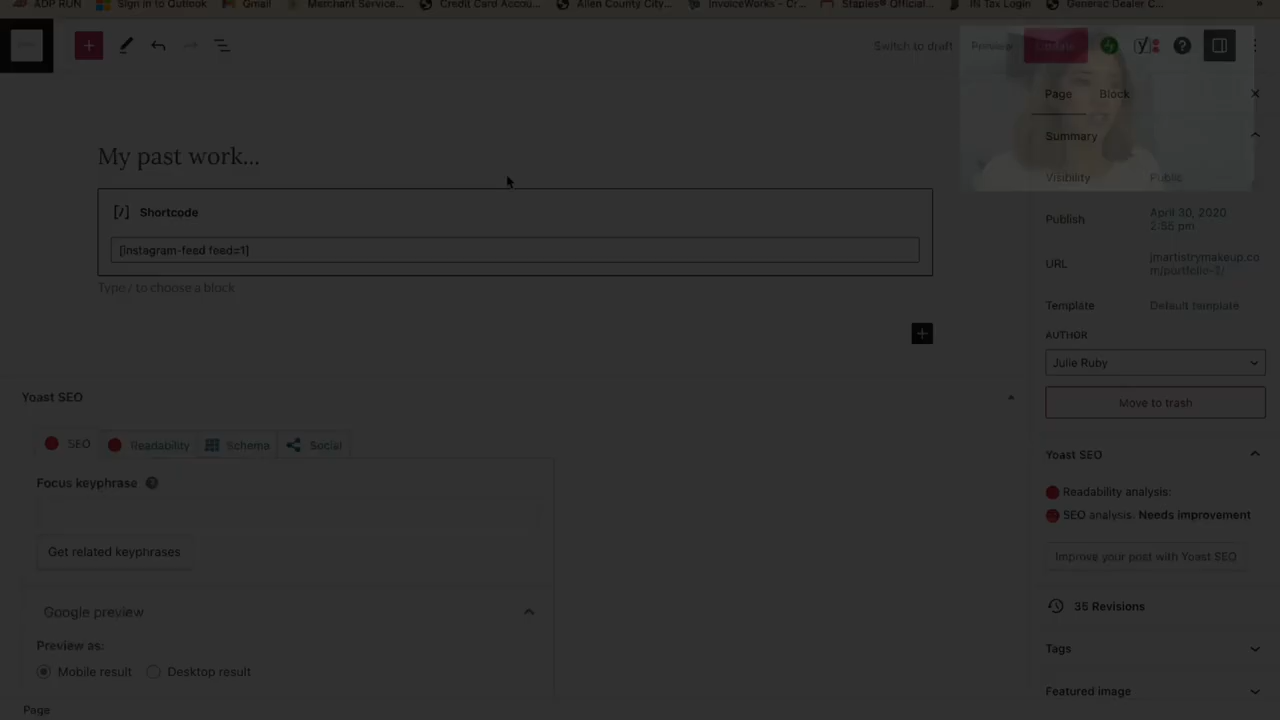 ADP RUN Sign in to Outlook Gmail Merchant Service... Credit Card Accou... Allen County City... InvoiceWorks - Cr... Staples® Official... IN Tax Login Generac Dealer C... »
Switch to draft Preview Update
Page Block
Summary
My past work...
Visibility Public
[/] Shortcode
Publish April 30, 2020
2:55 pm
[instagram-feed feed=1]
URL jmartistrymakeup.co
m/portfolio-1/
Type / to choose a block
Template Default template
AUTHOR
Julie Ruby
Yoast SEO
Move to trash
SEO Readability Schema Social
Yoast SEO
Focus keyphrase
Readability analysis:
SEO analysis: Needs improvement
Get related keyphrases
Improve your post with Yoast SEO
Google preview
35 Revisions
Preview as:
Tags
Mobile result Desktop result
Featured image
Page